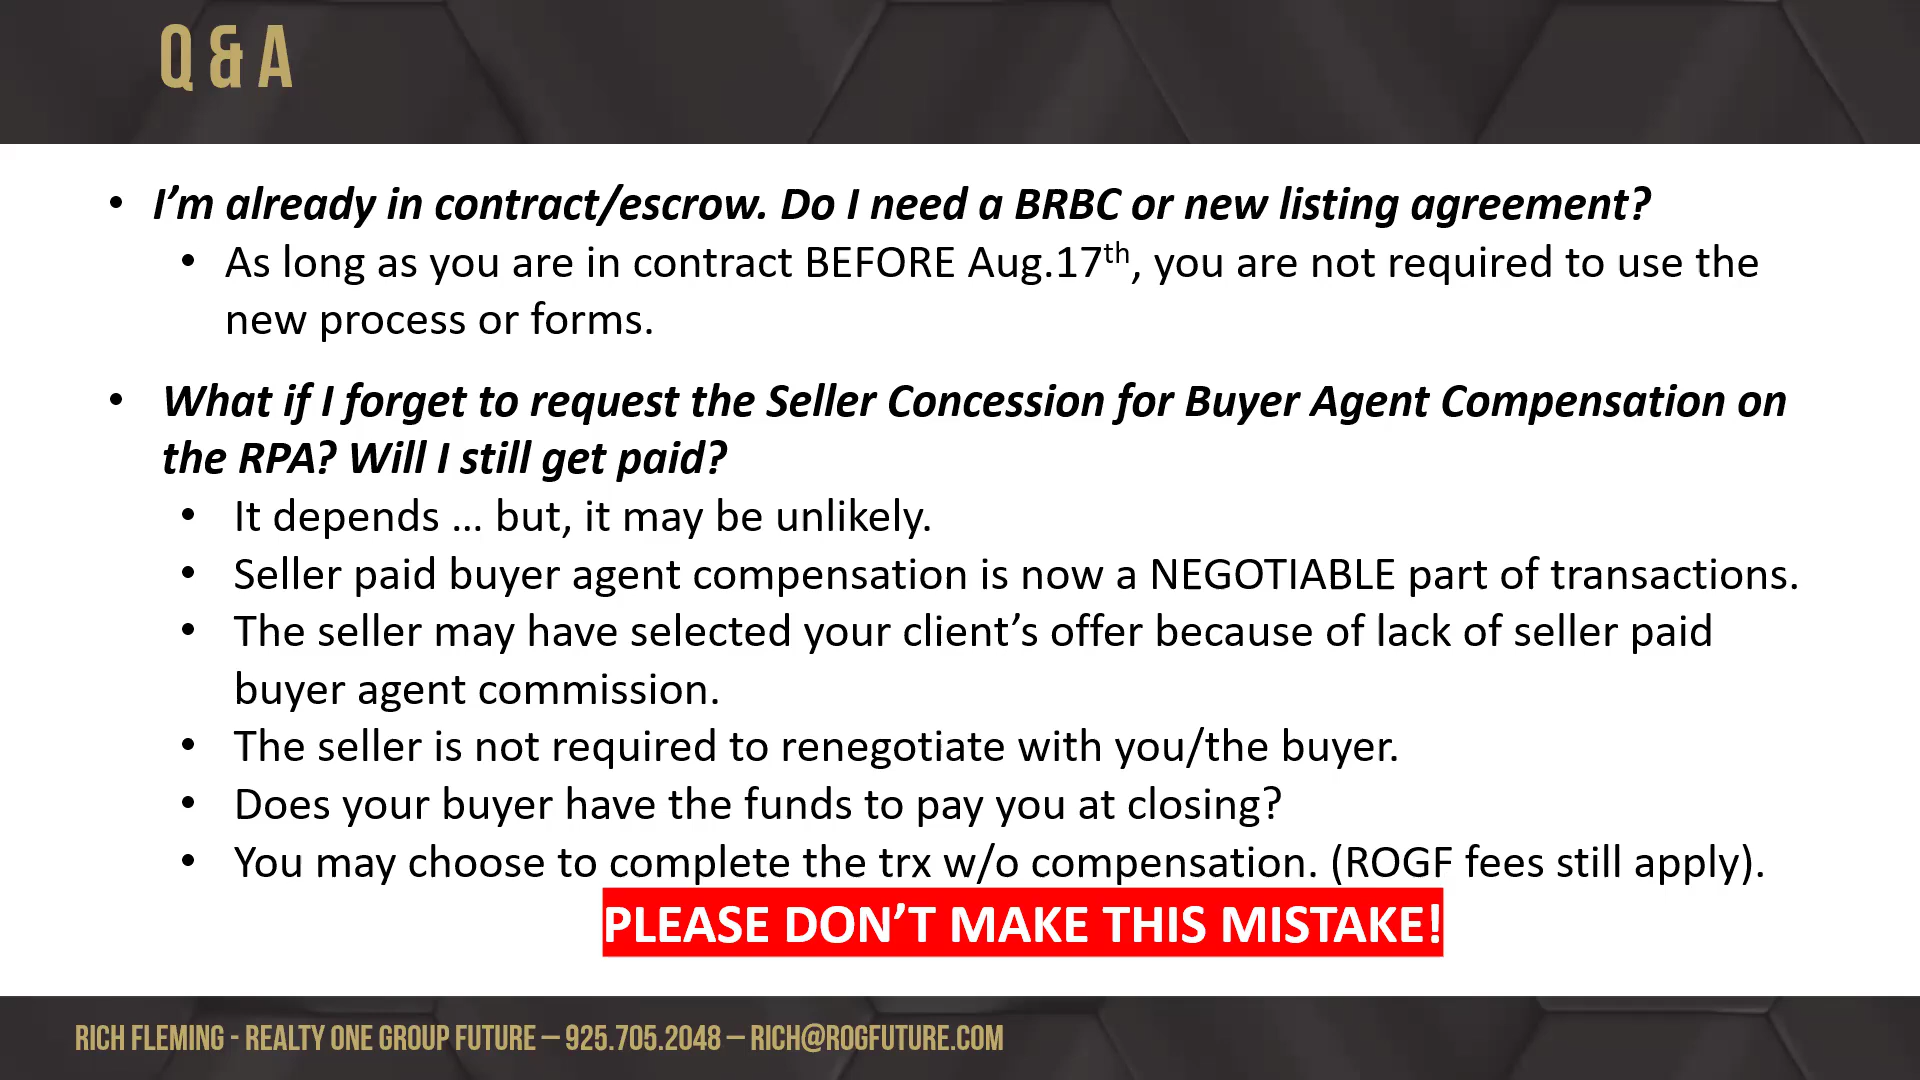 Q & A
• I’m already in contract/escrow. Do I need a BRBC or new listing agreement?
• As long as you are in contract BEFORE Aug.17th, you are not required to use the
new process or forms.
• What if I forget to request the Seller Concession for Buyer Agent Compensation on
the RPA? Will I still get paid?
• It depends … but, it may be unlikely.
• Seller paid buyer agent compensation is now a NEGOTIABLE part of transactions.
• The seller may have selected your client’s offer because of lack of seller paid
buyer agent commission.
• The seller is not required to renegotiate with you/the buyer.
• Does your buyer have the funds to pay you at closing?
• You may choose to complete the trx w/o compensation. (ROGF fees still apply).
PLEASE DON’T MAKE THIS MISTAKE!
RICH FLEMING - REALTY ONE GROUP FUTURE – 925.705.2048 – RICH@ROGFUTURE.COM